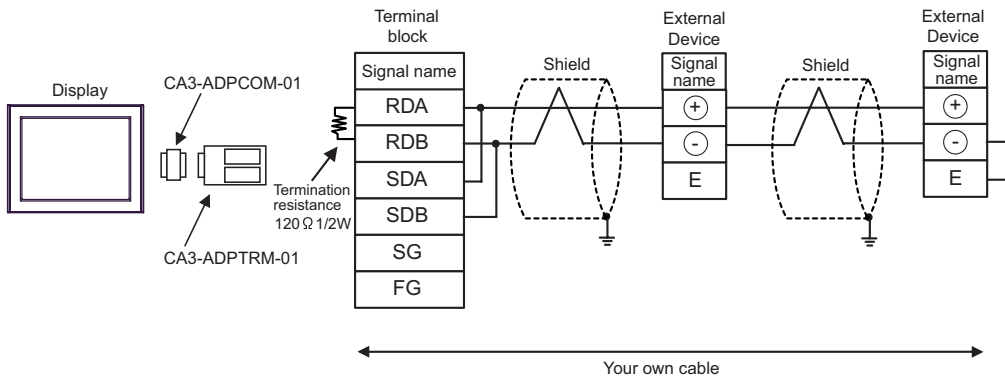 Display
CA3-ADPCOM-01
CA3-ADPTRM-01
Termination
resistance
120 Ω 1/2W
Terminal
block
Signal name
RDA
RDB
SDA
SDB
SG
FG
Shield
External
Device
Signal
name
+
-
E
Shield
External
Device
Signal
name
+
-
E
Your own cable